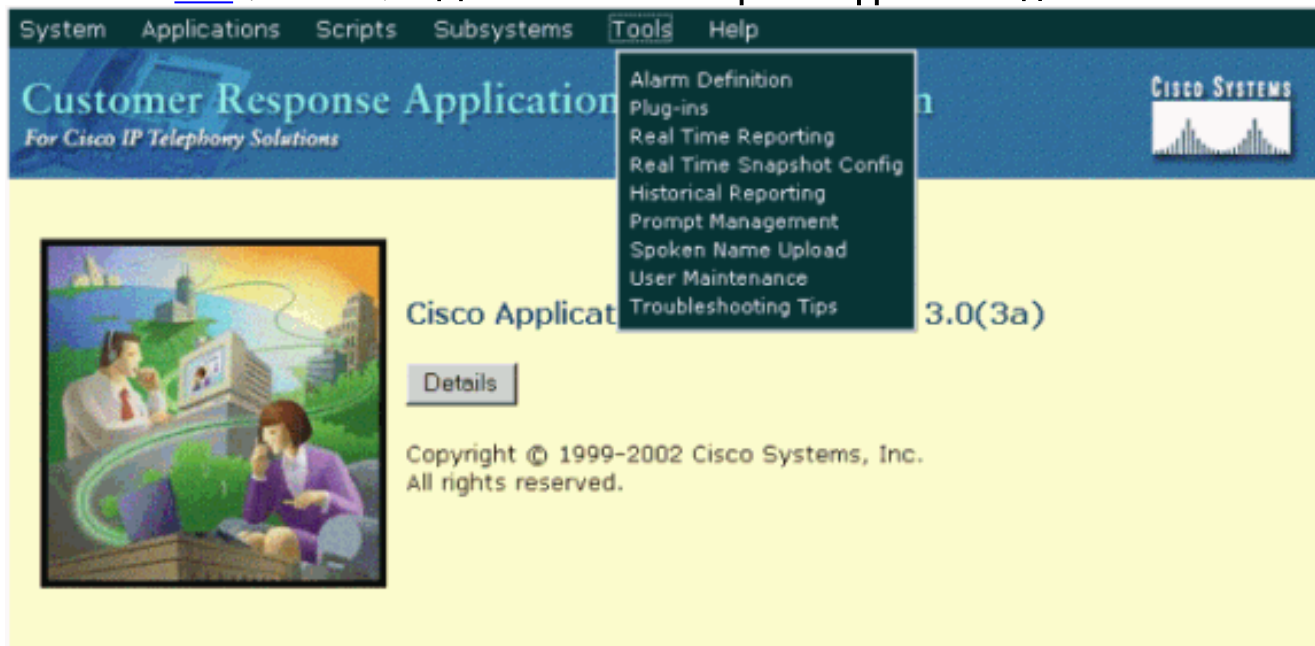 System Applications Scripts Subsystems Tools Help
Customer Response Application
For Cisco IP Telephony Solutions
CISCO SYSTEMS
Alarm Definition
Plug-ins
Real Time Reporting
Real Time Snapshot Config
Historical Reporting
Prompt Management
Spoken Name Upload
User Maintenance
Troubleshooting Tips
Cisco Applicat 3.0(3a)
Details
Copyright © 1999-2002 Cisco Systems, Inc.
All rights reserved.